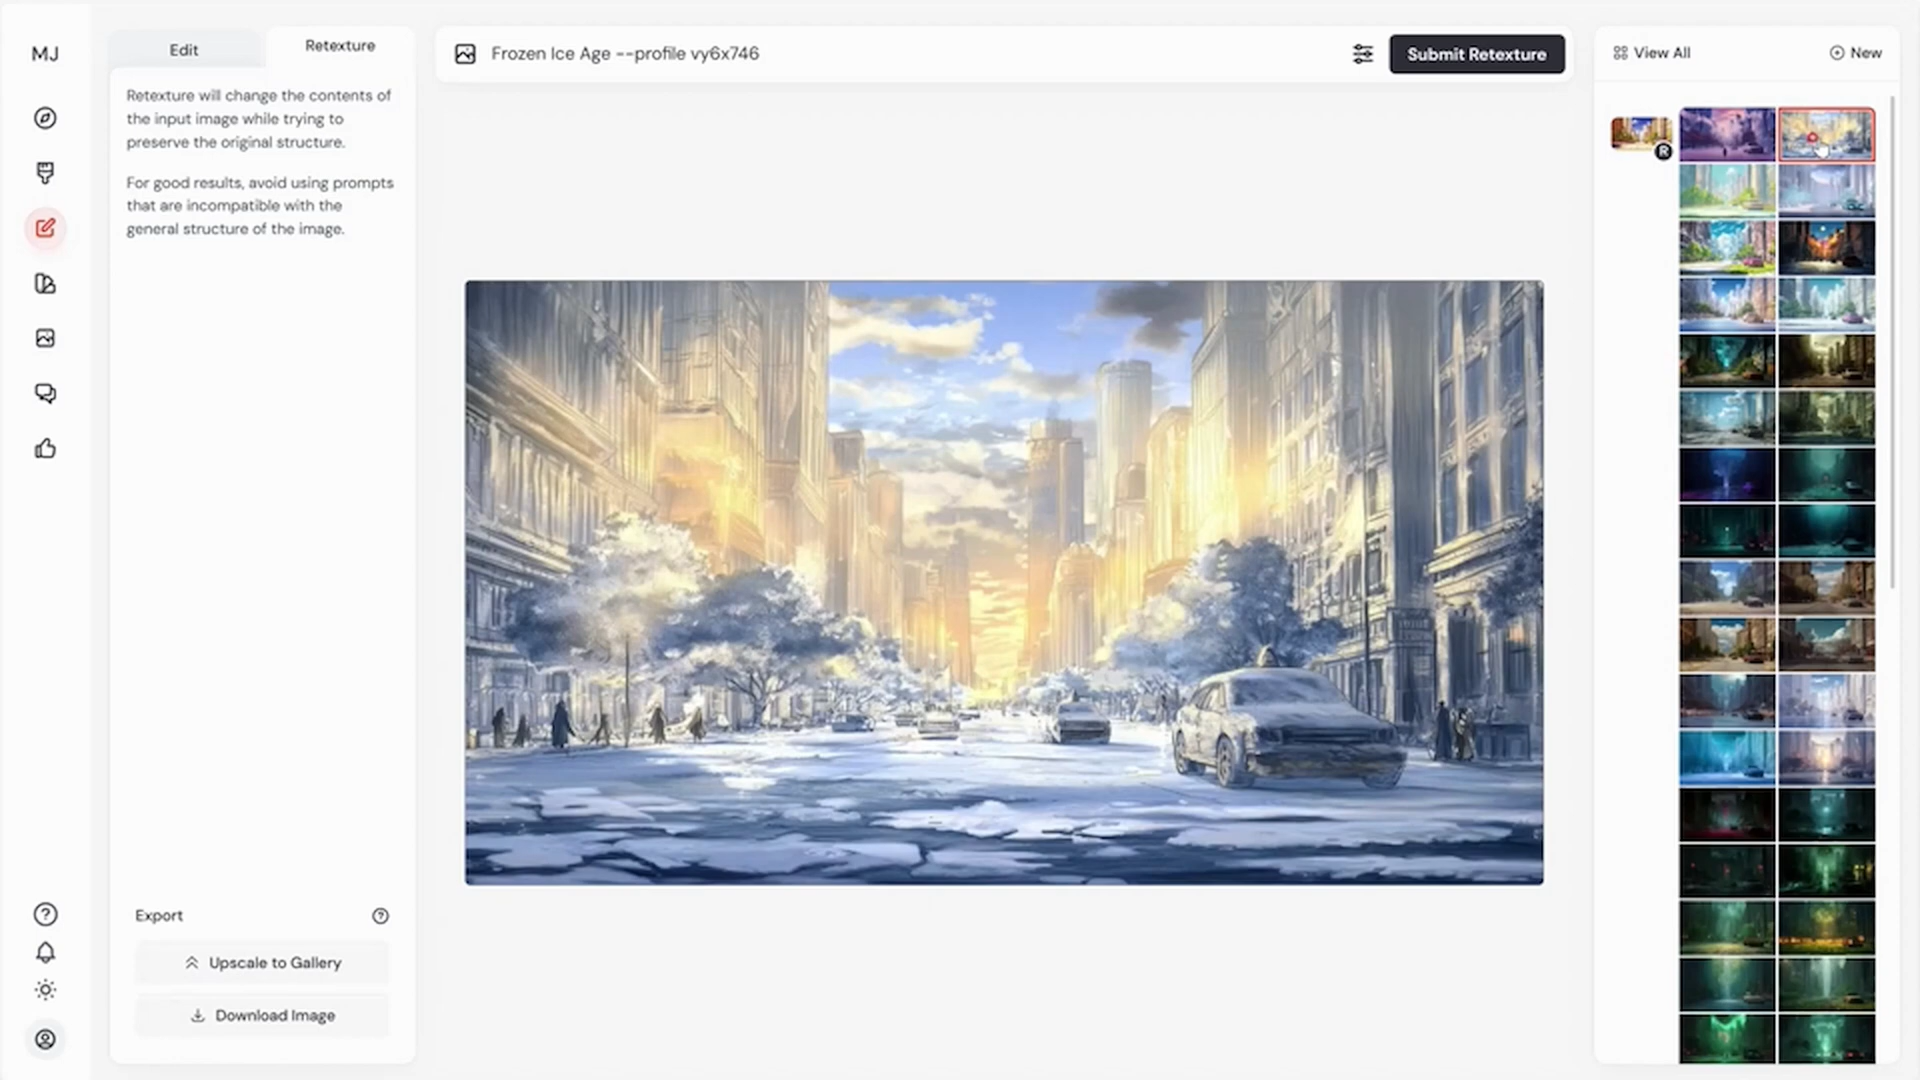 MJ
Edit
Retexture
Retexture will change the contents of
the input image while trying to
preserve the original structure.
For good results, avoid using prompts
that are incompatible with the
general structure of the image.
Export
Upscale to Gallery
Download Image
Frozen Ice Age --profile vy6x746
Submit Retexture
View All
New
R